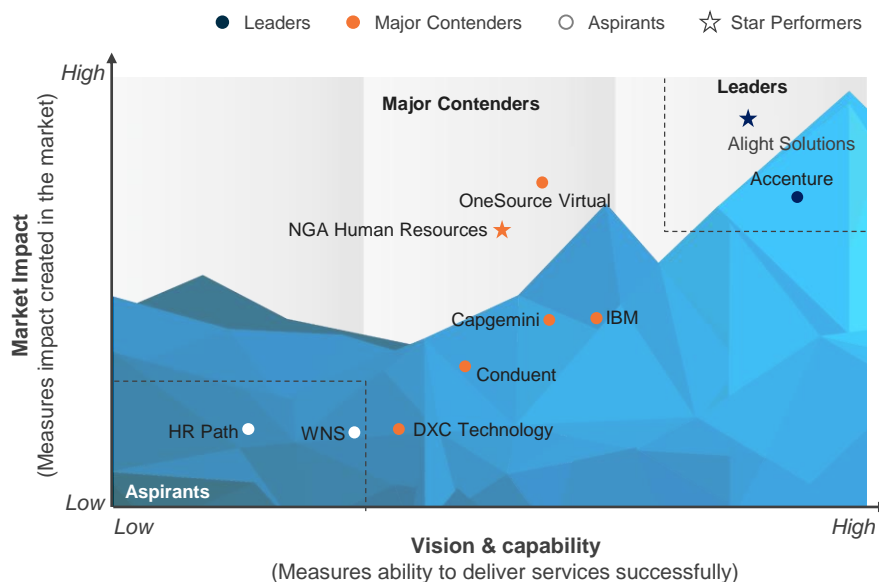 Leaders
Major Contenders
Aspirants
Star Performers
High
Market Impact
(Measures impact created in the market)
Major Contenders
Leaders
Alight Solutions
Accenture
OneSource Virtual
NGA Human Resources
Capgemini
IBM
Conduent
HR Path
WNS
DXC Technology
Aspirants
Low
Low
High
Vision & capability
(Measures ability to deliver services successfully)